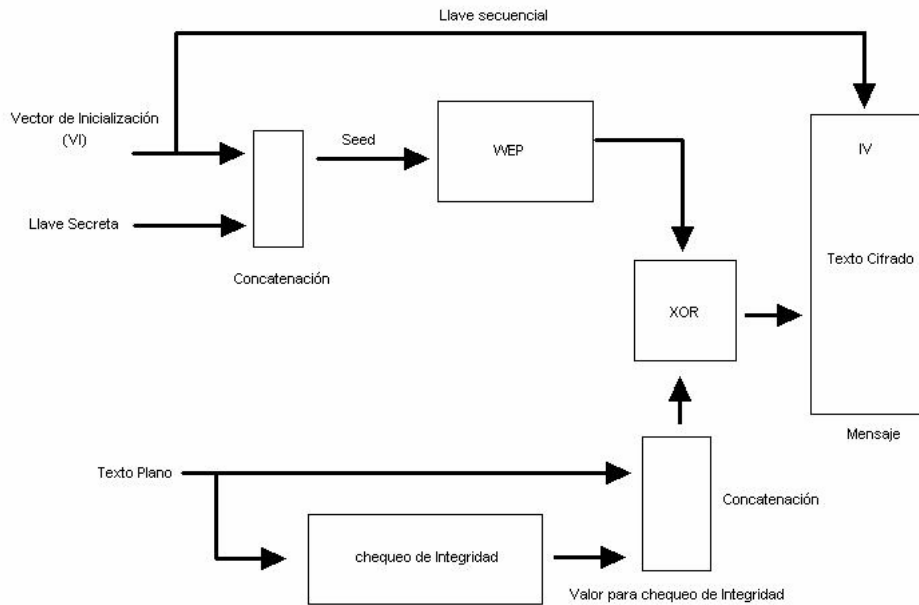 Llave secuencial
Vector de Inicialización
(VI)
Seed
WEP
IV
Llave Secreta
Texto Cifrado
Concatenación
XOR
Mensaje
Texto Plano
Concatenación
chequeo de Integridad
Valor para chequeo de Integridad